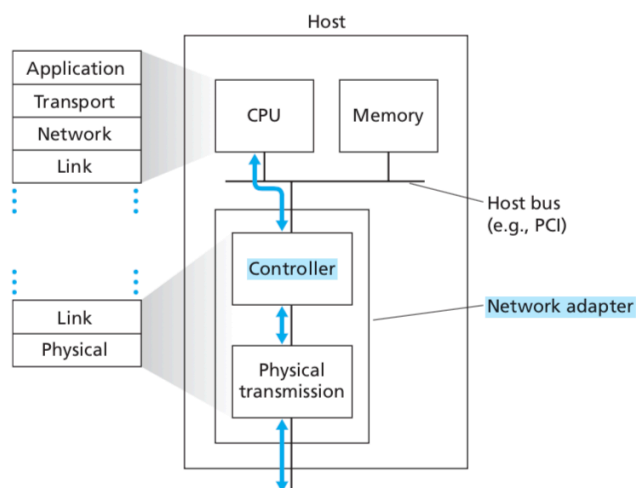 Host
Application
Transport
Network
Link
CPU
Memory
Host bus
(e.g., PCI)
Controller
Network adapter
Link
Physical
Physical
transmission